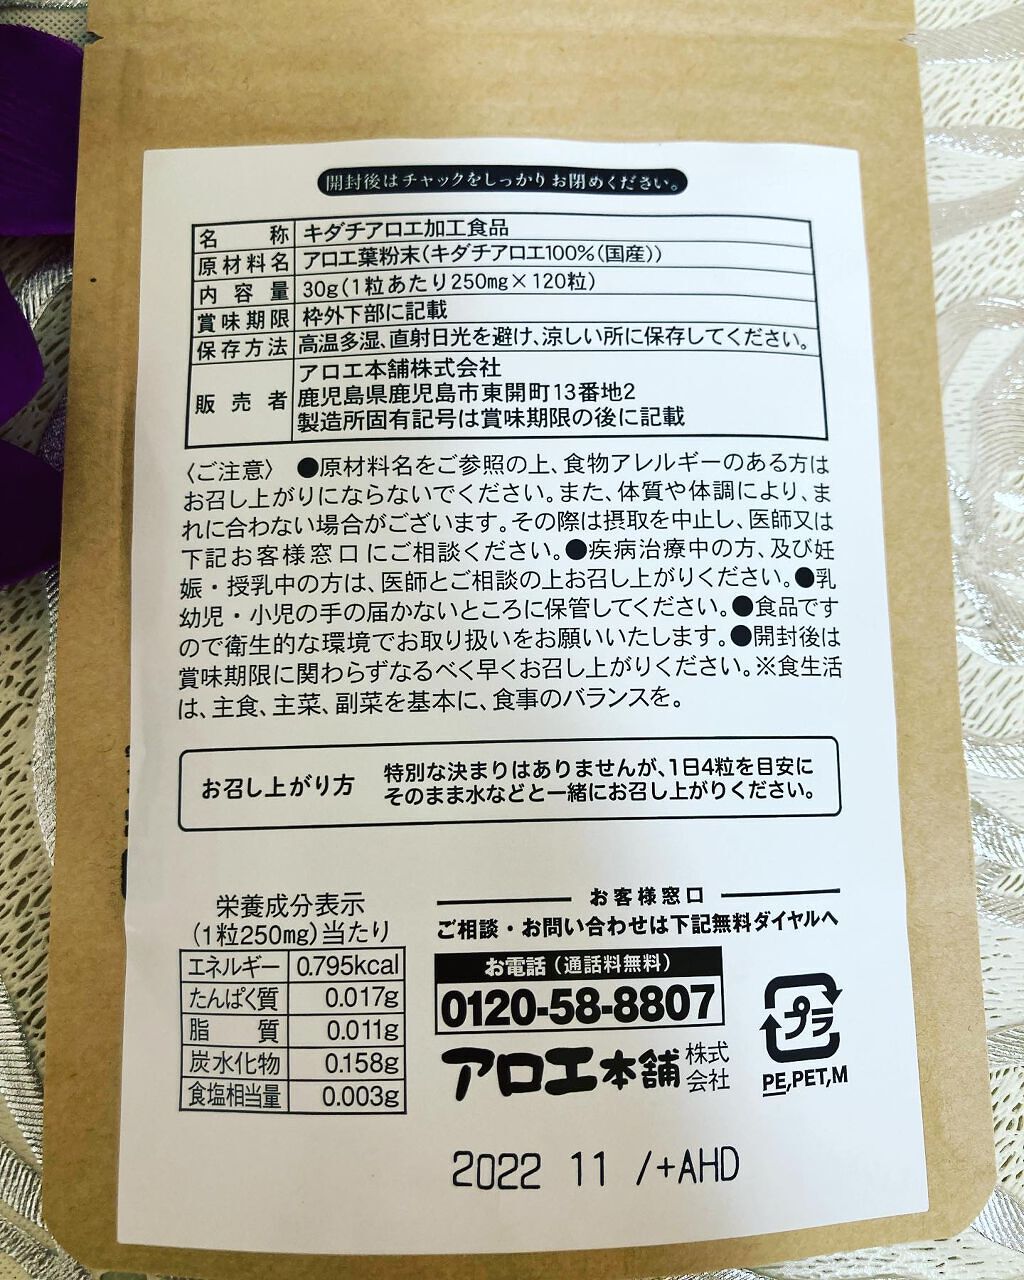 開封後はチャックをしっかりお閉めください。
名称 キダチアロエ加工食品
原材料名 アロエ葉粉末(キダチアロエ100%(国産))
内容量 30g(1粒あたり250mg×120粒)
賞味期限 枠外下部に記載
保存方法 高温多湿、直射日光を避け、涼しい所に保存してください。
販売者 アロエ本舗株式会社
鹿児島県鹿児島市東開町13番地2
製造所固有記号は賞味期限の後に記載
〈ご注意〉 ●原材料名をご参照の上、食物アレルギーのある方は
お召し上がりにならないでください。また、体質や体調により、ま
れに合わない場合がございます。その際は摂取を中止し、医師又は
下記お客様窓口にご相談ください。●疾病治療中の方、及び妊
娠・授乳中の方は、医師とご相談の上お召し上がりください。●乳
幼児・小児の手の届かないところに保管してください。●食品です
ので衛生的な環境でお取り扱いをお願いいたします。●開封後は
賞味期限に関わらずなるべく早くお召し上がりください。※食生活
は、主食、主菜、副菜を基本に、食事のバランスを。
お召し上がり方 特別な決まりはありませんが、1日4粒を目安に
そのまま水などと一緒にお召し上がりください。
栄養成分表示
(1粒250mg)当たり
エネルギー 0.795kcal
たんぱく質 0.017g
脂質 0.011g
炭水化物 0.158g
食塩相当量 0.003g
お客様窓口
ご相談・お問い合わせは下記無料ダイヤルへ
お電話(通話料無料)
0120-58-8807
アロエ本舗株式会社
プラ
PE,PET,M
2022 11 /+AHD